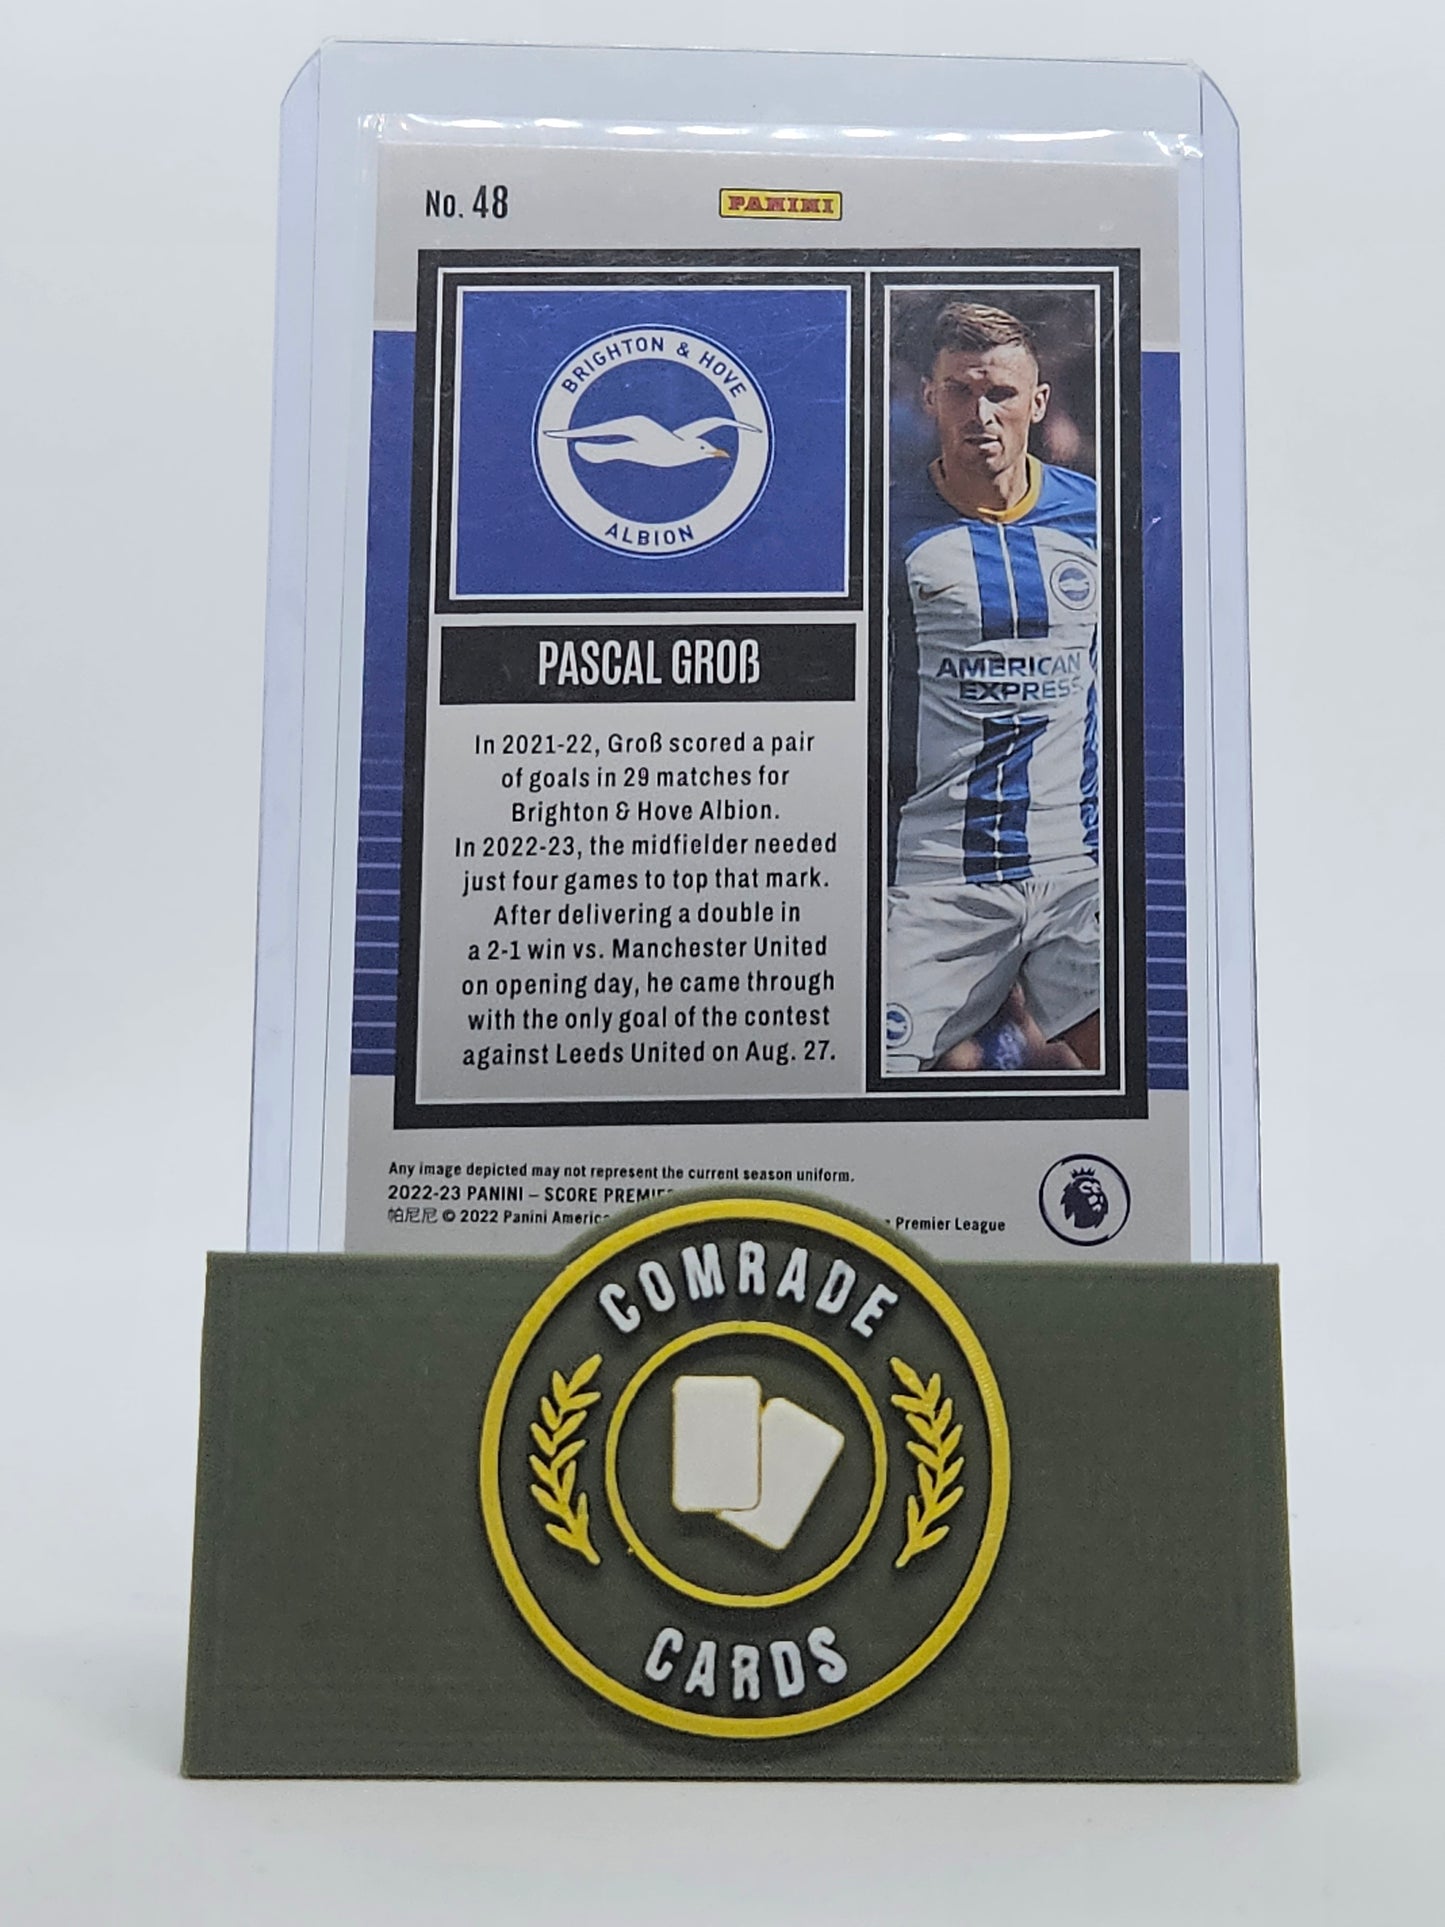 No. 48
PANINI
BRIGHTON & HOVE
ALBION
PASCAL GROß
In 2021-22, Groß scored a pair
of goals in 29 matches for
Brighton & Hove Albion.
In 2022-23, the midfielder needed
just four games to top that mark.
After delivering a double in
a 2-1 win vs. Manchester United
on opening day, he came through
with the only goal of the contest
against Leeds United on Aug. 27.
AMERICAN
EXPRESS
Any image depicted may not represent the current season uniform.
2022-23 PANINI – SCORE
帕尼尼 © 2022 Panini Premier League
COMRADE
CARDS